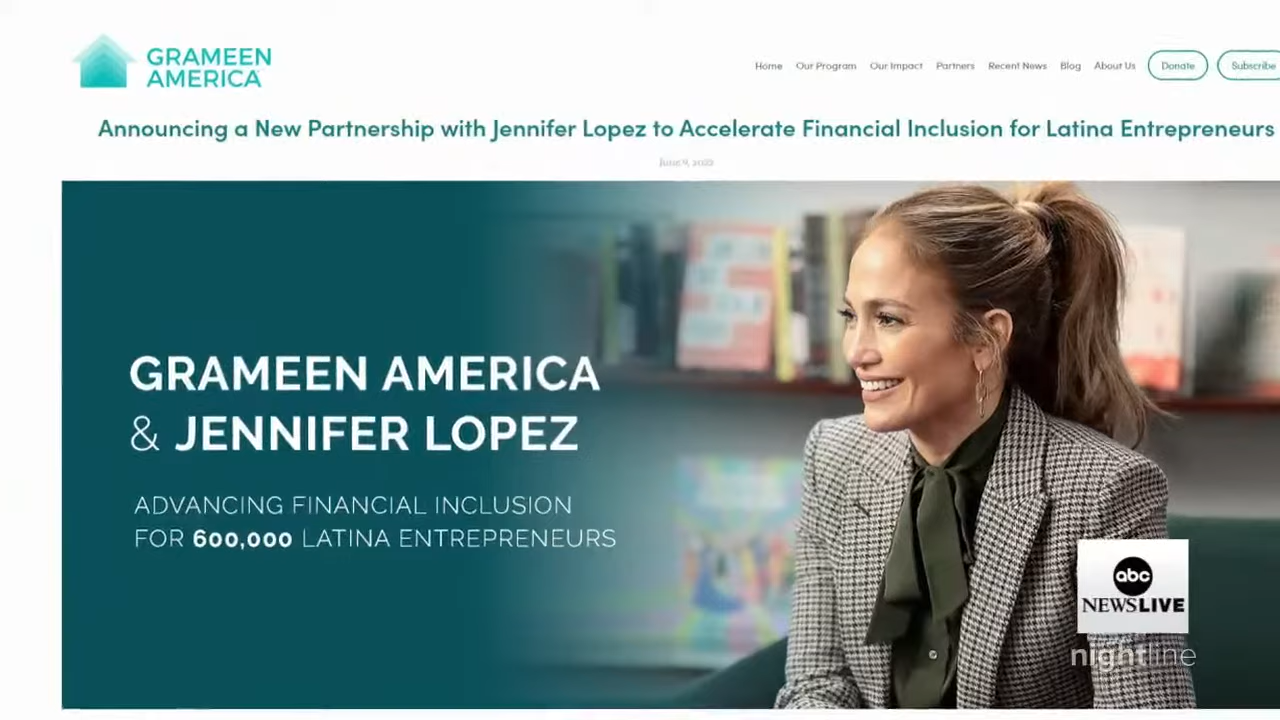 GRAMEEN
AMERICA
Home Our Program Our Impact Partners Recent News Blog About Us Donate Subscribe
Announcing a New Partnership with Jennifer Lopez to Accelerate Financial Inclusion for Latina Entrepreneurs
GRAMEEN AMERICA
& JENNIFER LOPEZ
ADVANCING FINANCIAL INCLUSION
FOR 600,000 LATINA ENTREPRENEURS
abc
NEWSLIVE
nightline